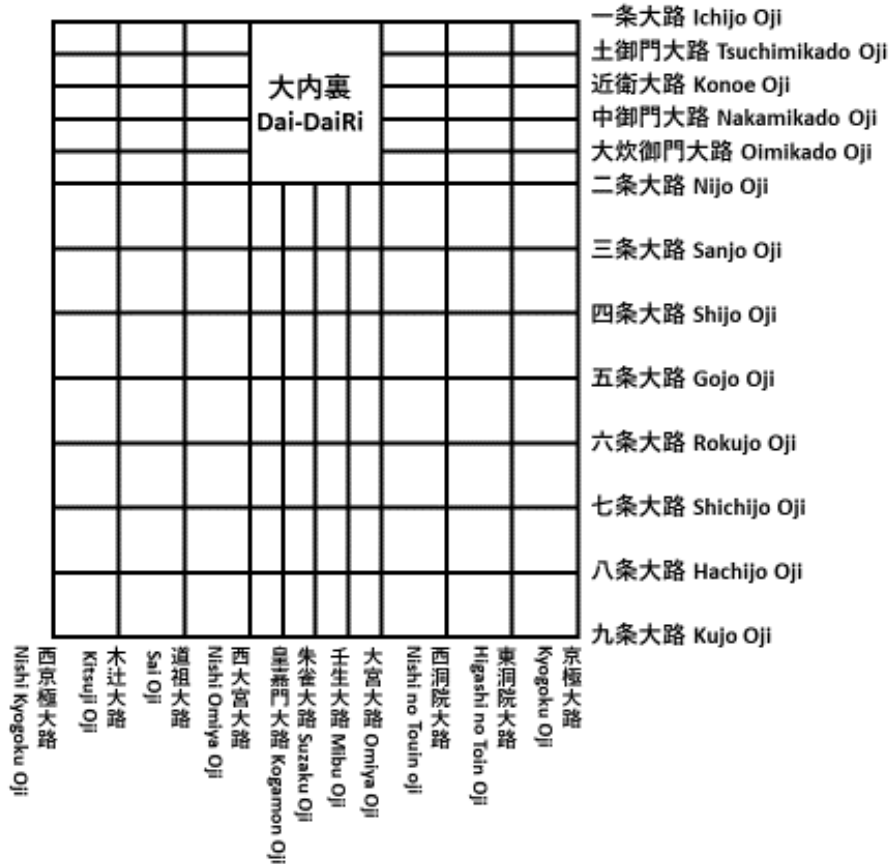 一条大路 Ichijo Oji
土御門大路 Tsuchimikado Oji
大内裏
Dai-DaiRi
近衛大路 Konoe Oji
中御門大路 Nakamikado Oji
大炊御門大路 Oimikado Oji
二条大路 Nijo Oji
三条大路 Sanjo Oji
四条大路 Shijo Oji
五条大路 Gojo Oji
六条大路 Rokujo Oji
七条大路 Shichijo Oji
八条大路 Hachijo Oji
九条大路 Kujo Oji
西京極大路
Nishi Kyogoku Oji
木辻大路
Kitsuji Oji
道祖大路
Sai Oji
西大宮大路
Nishi Omiya Oji
皇嘉門大路 Kogamon Oji
朱雀大路 Suzaku Oji
壬生大路 Mibu Oji
大宮大路 Omiya Oji
西洞院大路
Nishi no Touin oji
東洞院大路
Higashi no Toin Oji
京極大路
Kyogoku Oji